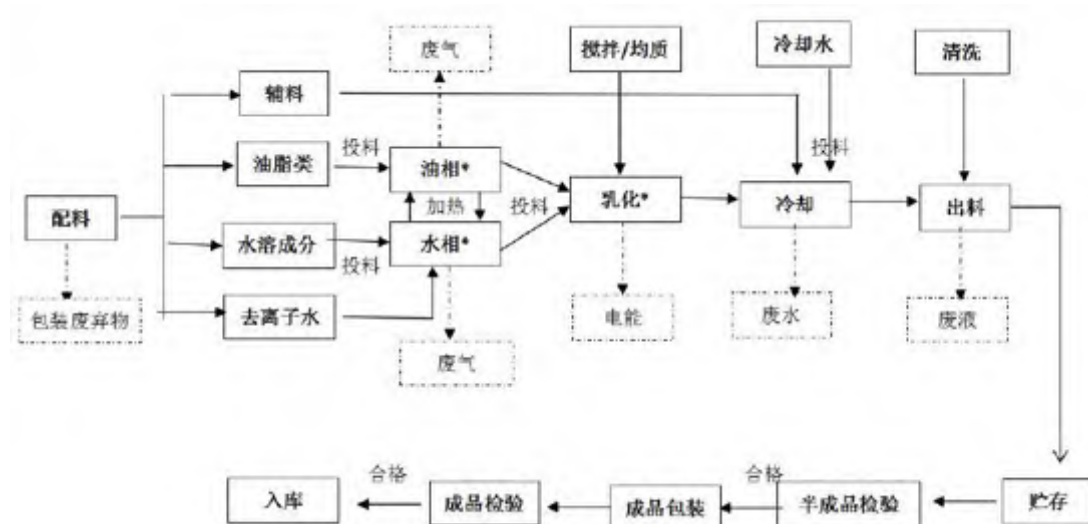 废气
搅拌/均质
冷却水
清洗
辅料
投料
油脂类
油相*
投料
配料
加热
投料
乳化*
冷却
出料
水溶成分
水相*
投料
包装废弃物
去离子水
电能
废水
废液
废气
合格
合格
入库
成品检验
成品包装
半成品检验
贮存